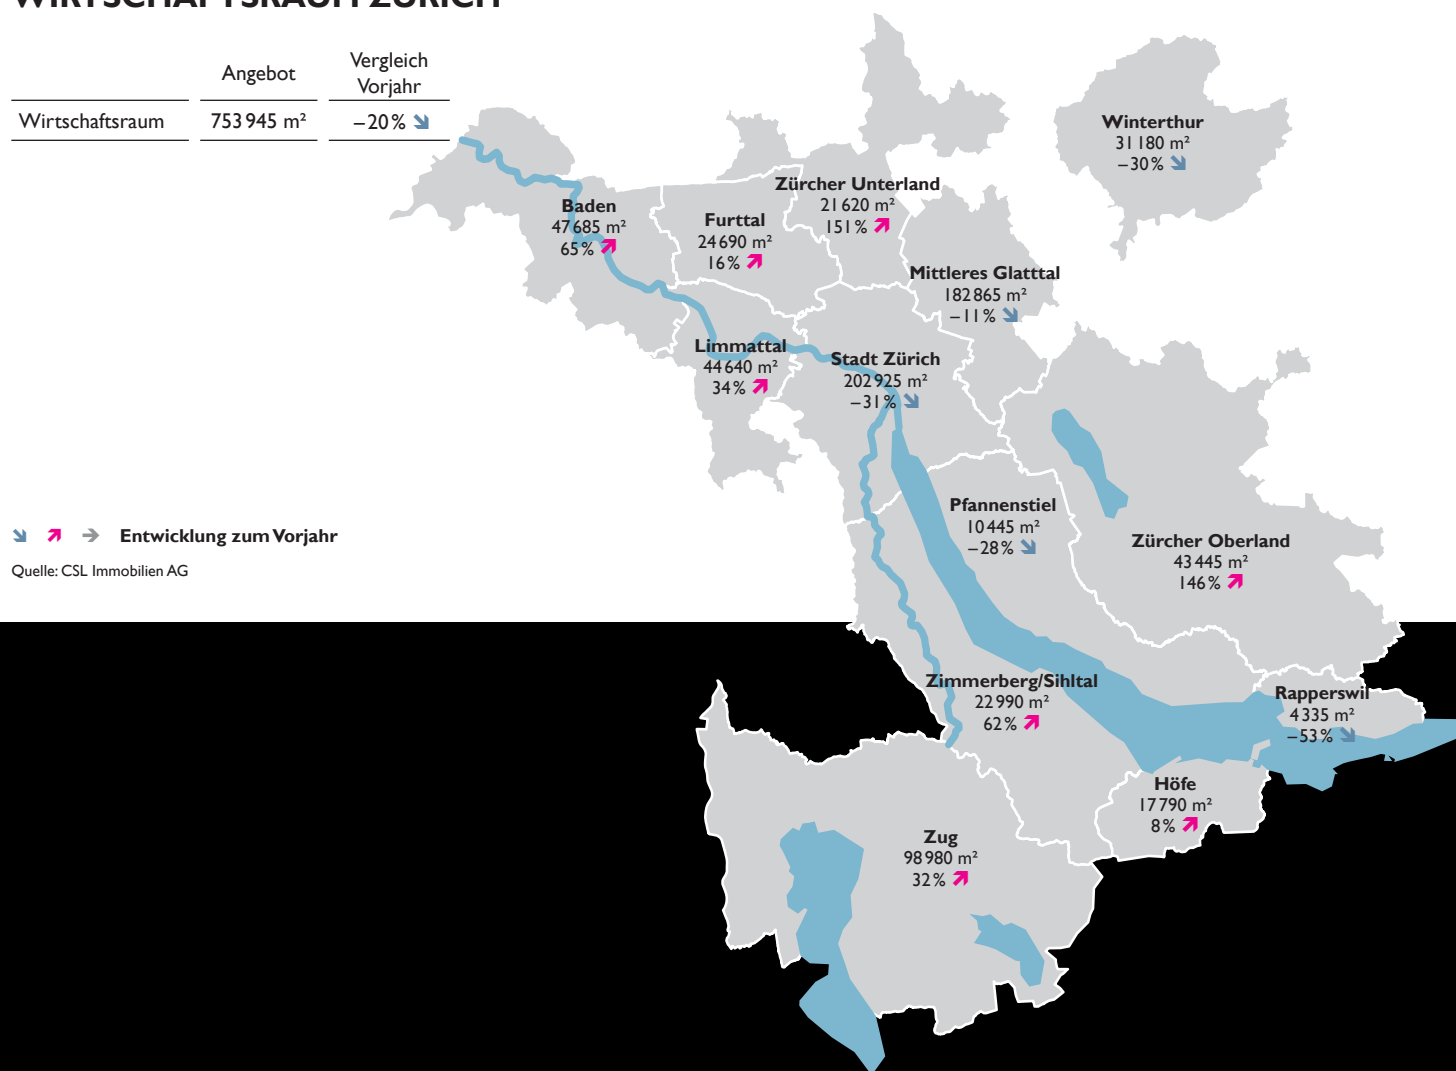 WIRTSCHAFTSRAUM ZÜRICH
Angebot
Vergleich
Vorjahr
Wirtschaftsraum 753 945 m² –20%
Winterthur
31 180 m²
–30%
Zürcher Unterland
21 620 m²
151%
Baden
47 685 m²
65%
Furttal
24 690 m²
16%
Mittleres Glatttal
182 865 m²
–11%
Limmattal
44 640 m²
34%
Stadt Zürich
202 925 m²
–31%
Pfannenstiel
10 445 m²
–28%
Zürcher Oberland
43 445 m²
146%
Entwicklung zum Vorjahr
Quelle: CSL Immobilien AG
Zimmerberg/Sihltal
22 990 m²
62%
Rapperswil
4 335 m²
–53%
Höfe
17 790 m²
8%
Zug
98 980 m²
32%